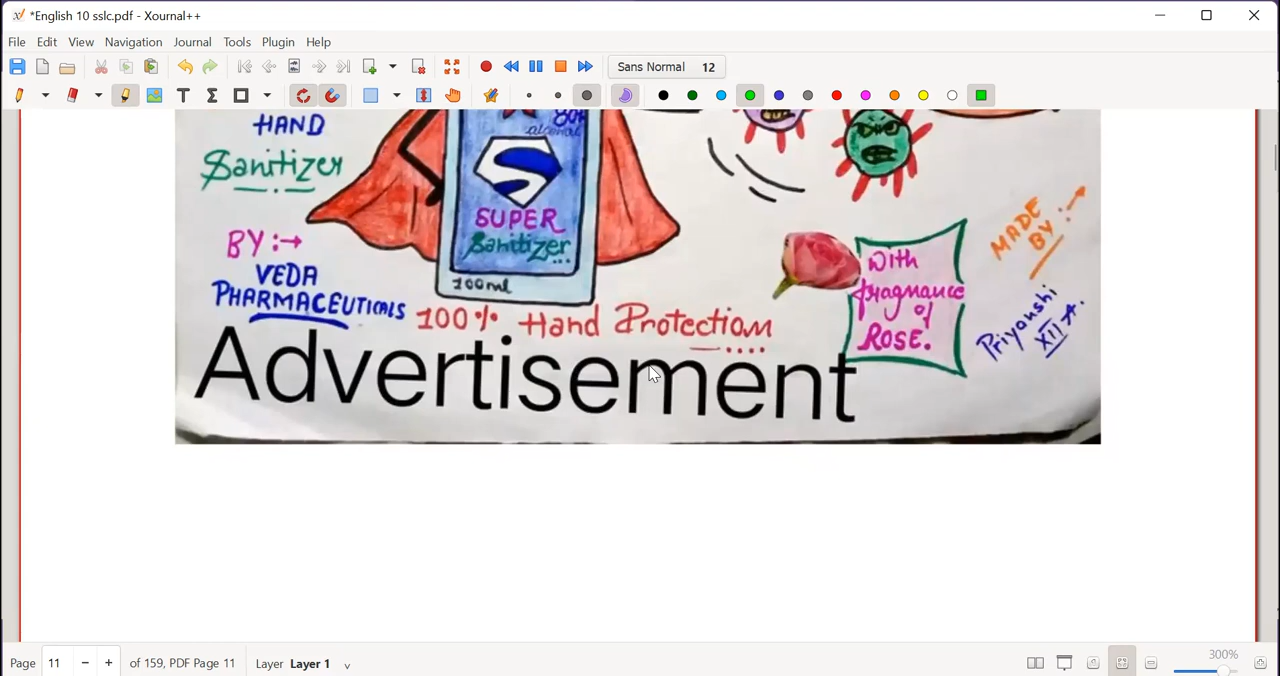 *English 10 sslc.pdf - Xournal++
File Edit View Navigation Journal Tools Plugin Help
Sans Normal 12
HAND
Sanitizer
BY :→
VEDA
PHARMACEUTICALS
80%
alcohol
S
SUPER
Sanitizer...
100ml
100% Hand Protection
With
fragnance
of
ROSE.
MADE
BY :→
Priyanshi
XII A.
Advertisement
Page 11 of 159, PDF Page 11 Layer Layer 1 300%